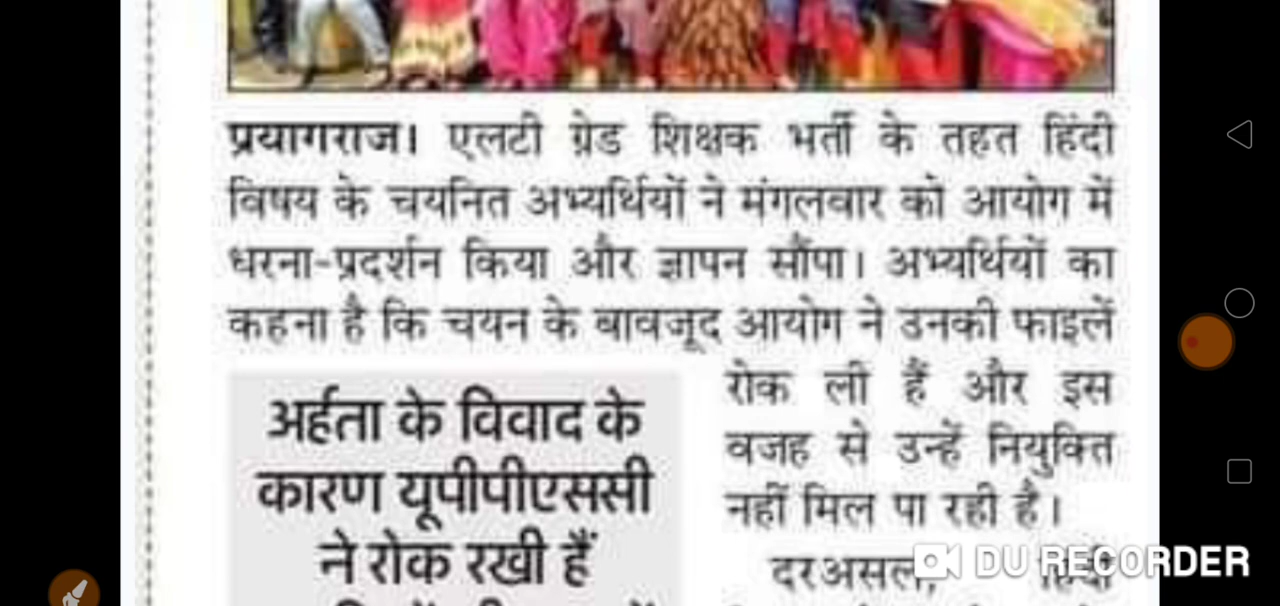 प्रयागराज। एलटी ग्रेड शिक्षक भर्ती के तहत हिंदी
विषय के चयनित अभ्यर्थियों ने मंगलवार को आयोग में
धरना-प्रदर्शन किया और ज्ञापन सौंपा। अभ्यर्थियों का
कहना है कि चयन के बावजूद आयोग ने उनकी फाइलें
रोक ली हैं और इस
वजह से उन्हें नियुक्ति
नहीं मिल पा रही है।
दरअसल, हिंदी
अर्हता के विवाद के
कारण यूपीपीएससी
ने रोक रखी हैं
DU RECORDER